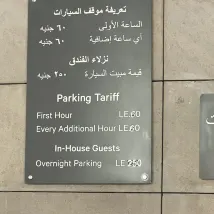 تعريفة موقف السيارات
الساعة الأولى ٦٠ جنيه
أي ساعة إضافية ٦٠ جنيه
نزلاء الفندق
قيمة مبيت السيارة ٢٥٠ جنيه
Parking Tariff
First Hour LE.60
Every Additional Hour LE.60
In-House Guests
Overnight Parking LE 250